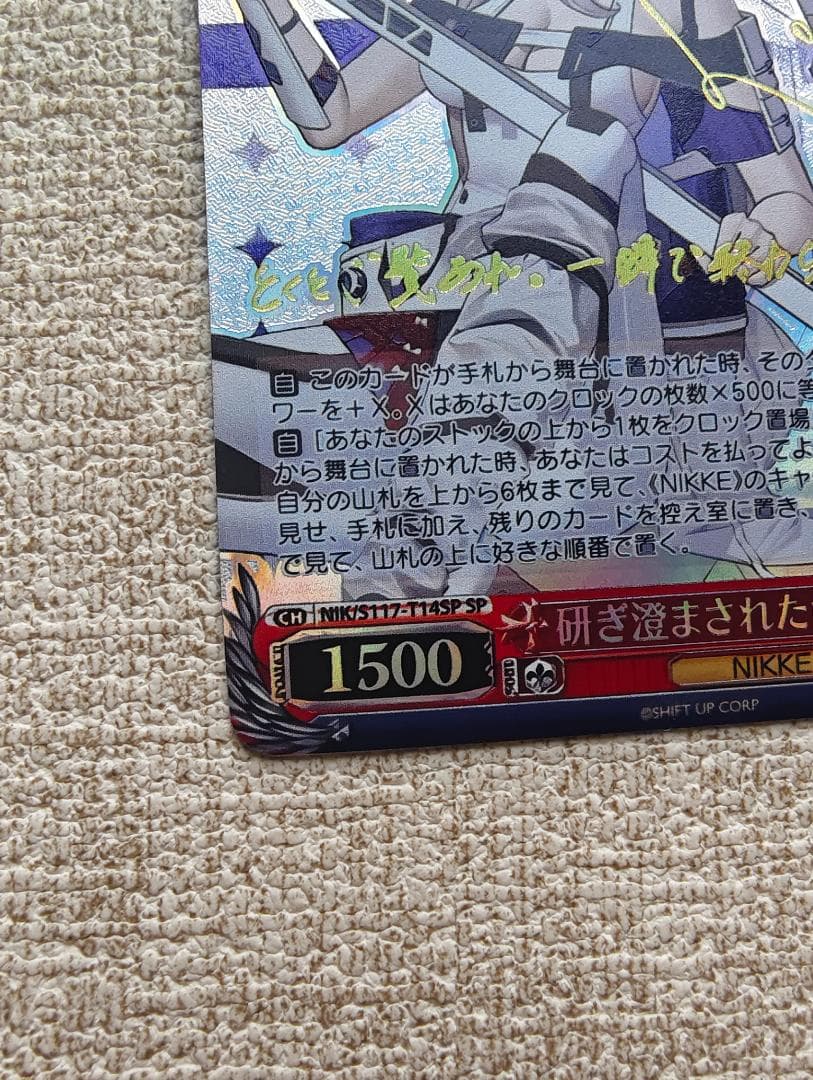 とくとご覧あれ。一瞬で終わら
自 このカードが手札から舞台に置かれた時、その
ワーを＋X。Xはあなたのクロックの枚数×500に等
自 ［あなたのストックの上から1枚をクロック置場
から舞台に置かれた時、あなたはコストを払ってよ
自分の山札を上から6枚まで見て、《NIKKE》のキャ
見せ、手札に加え、残りのカードを控え室に置き、
で見て、山札の上に好きな順番で置く。
CH NIK/S117-T14SP SP
研ぎ澄まされた
POWER 1500 SOUL NIKKE
©SHIFT UP CORP